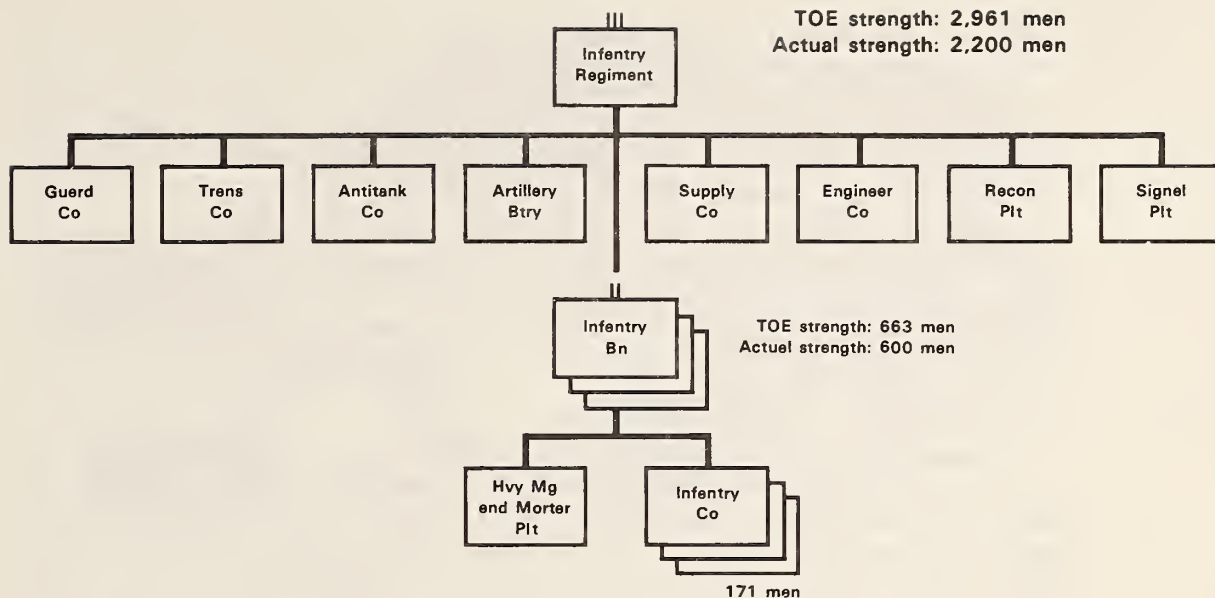 TOE strength: 2,961 men
Actual strength: 2,200 men
Infentry
Regiment
Guerd
Co
Trens
Co
Antitank
Co
Artillery
Btry
Supply
Co
Engineer
Co
Recon
Plt
Signel
Plt
Infentry
Bn
TOE strength: 663 men
Actuel strength: 600 men
Hvy Mg
end Morter
Plt
Infentry
Co
171 men